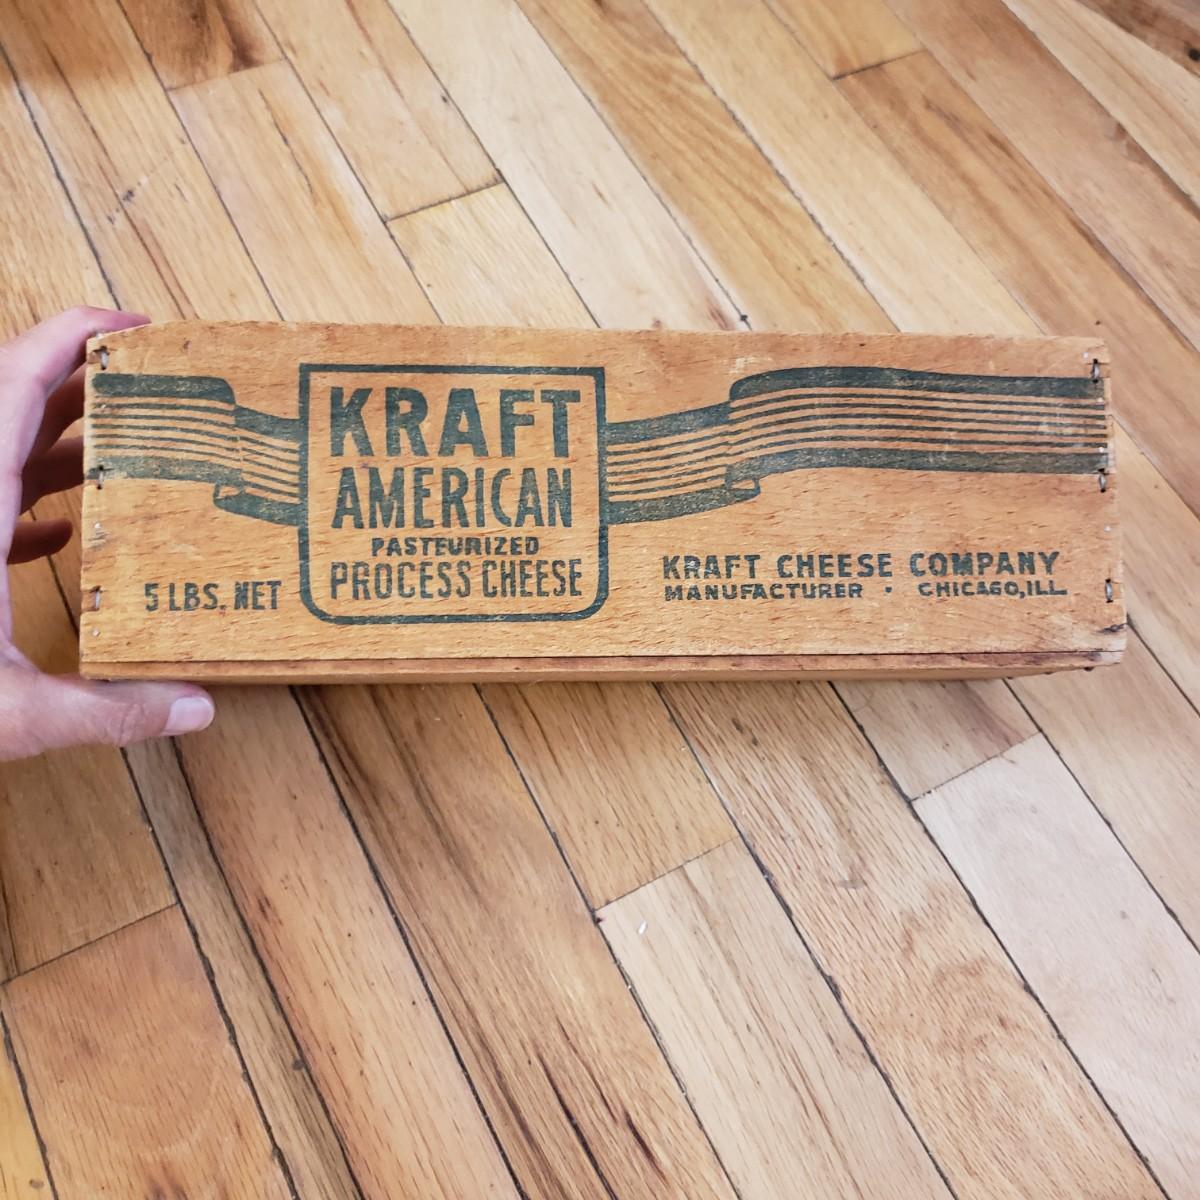 KRAFT
AMERICAN
PASTEURIZED
PROCESS CHEESE
5 LBS. NET
KRAFT CHEESE COMPANY
MANUFACTURER · CHICAGO, ILL.